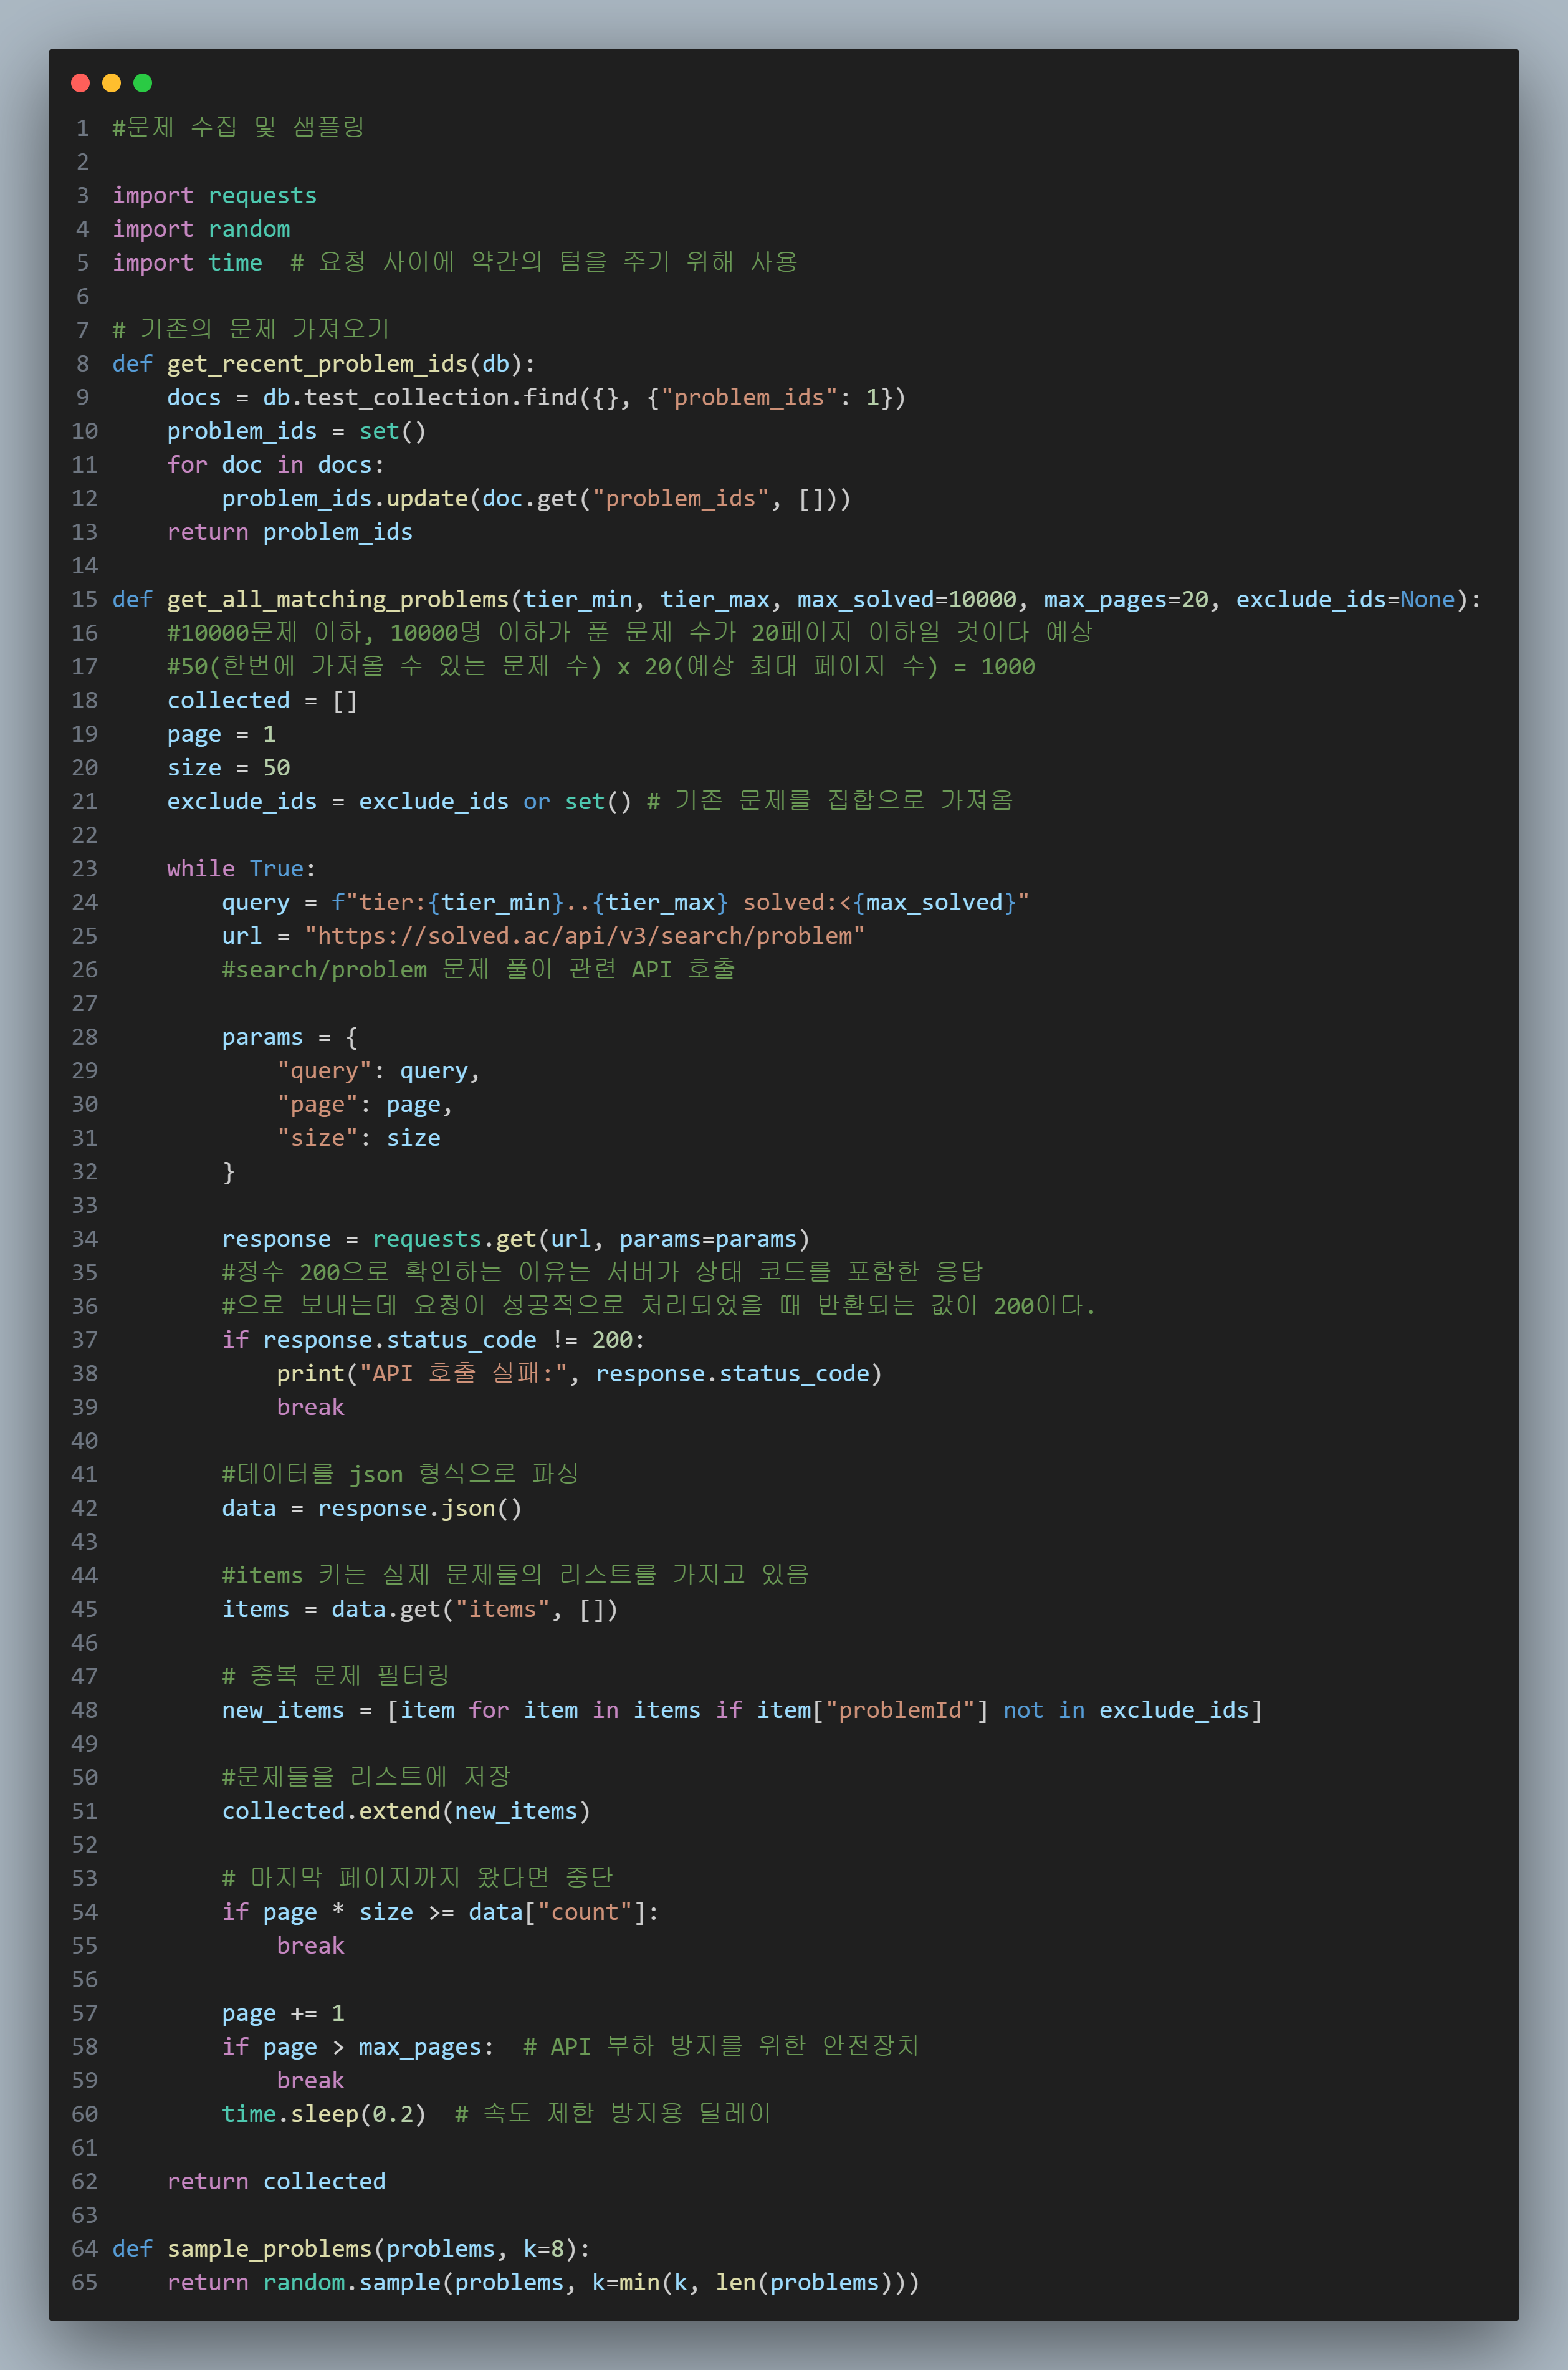 1 #문제 수집 및 샘플링
2
3 import requests
4 import random
5 import time  # 요청 사이에 약간의 텀을 주기 위해 사용
6
7 # 기존의 문제 가져오기
8 def get_recent_problem_ids(db):
9     docs = db.test_collection.find({}, {"problem_ids": 1})
10     problem_ids = set()
11     for doc in docs:
12         problem_ids.update(doc.get("problem_ids", []))
13     return problem_ids
14
15 def get_all_matching_problems(tier_min, tier_max, max_solved=10000, max_pages=20, exclude_ids=None):
16     #10000문제 이하, 10000명 이하가 푼 문제 수가 20페이지 이하일 것이다 예상
17     #50(한번에 가져올 수 있는 문제 수) x 20(예상 최대 페이지 수) = 1000
18     collected = []
19     page = 1
20     size = 50
21     exclude_ids = exclude_ids or set() # 기존 문제를 집합으로 가져옴
22
23     while True:
24         query = f"tier:{tier_min}..{tier_max} solved:<{max_solved}"
25         url = "https://solved.ac/api/v3/search/problem"
26         #search/problem 문제 풀이 관련 API 호출
27
28         params = {
29             "query": query,
30             "page": page,
31             "size": size
32         }
33
34         response = requests.get(url, params=params)
35         #정수 200으로 확인하는 이유는 서버가 상태 코드를 포함한 응답
36         #으로 보내는데 요청이 성공적으로 처리되었을 때 반환되는 값이 200이다.
37         if response.status_code != 200:
38             print("API 호출 실패:", response.status_code)
39             break
40
41         #데이터를 json 형식으로 파싱
42         data = response.json()
43
44         #items 키는 실제 문제들의 리스트를 가지고 있음
45         items = data.get("items", [])
46
47         # 중복 문제 필터링
48         new_items = [item for item in items if item["problemId"] not in exclude_ids]
49
50         #문제들을 리스트에 저장
51         collected.extend(new_items)
52
53         # 마지막 페이지까지 왔다면 중단
54         if page * size >= data["count"]:
55             break
56
57         page += 1
58         if page > max_pages:  # API 부하 방지를 위한 안전장치
59             break
60         time.sleep(0.2)  # 속도 제한 방지용 딜레이
61
62     return collected
63
64 def sample_problems(problems, k=8):
65     return random.sample(problems, k=min(k, len(problems)))